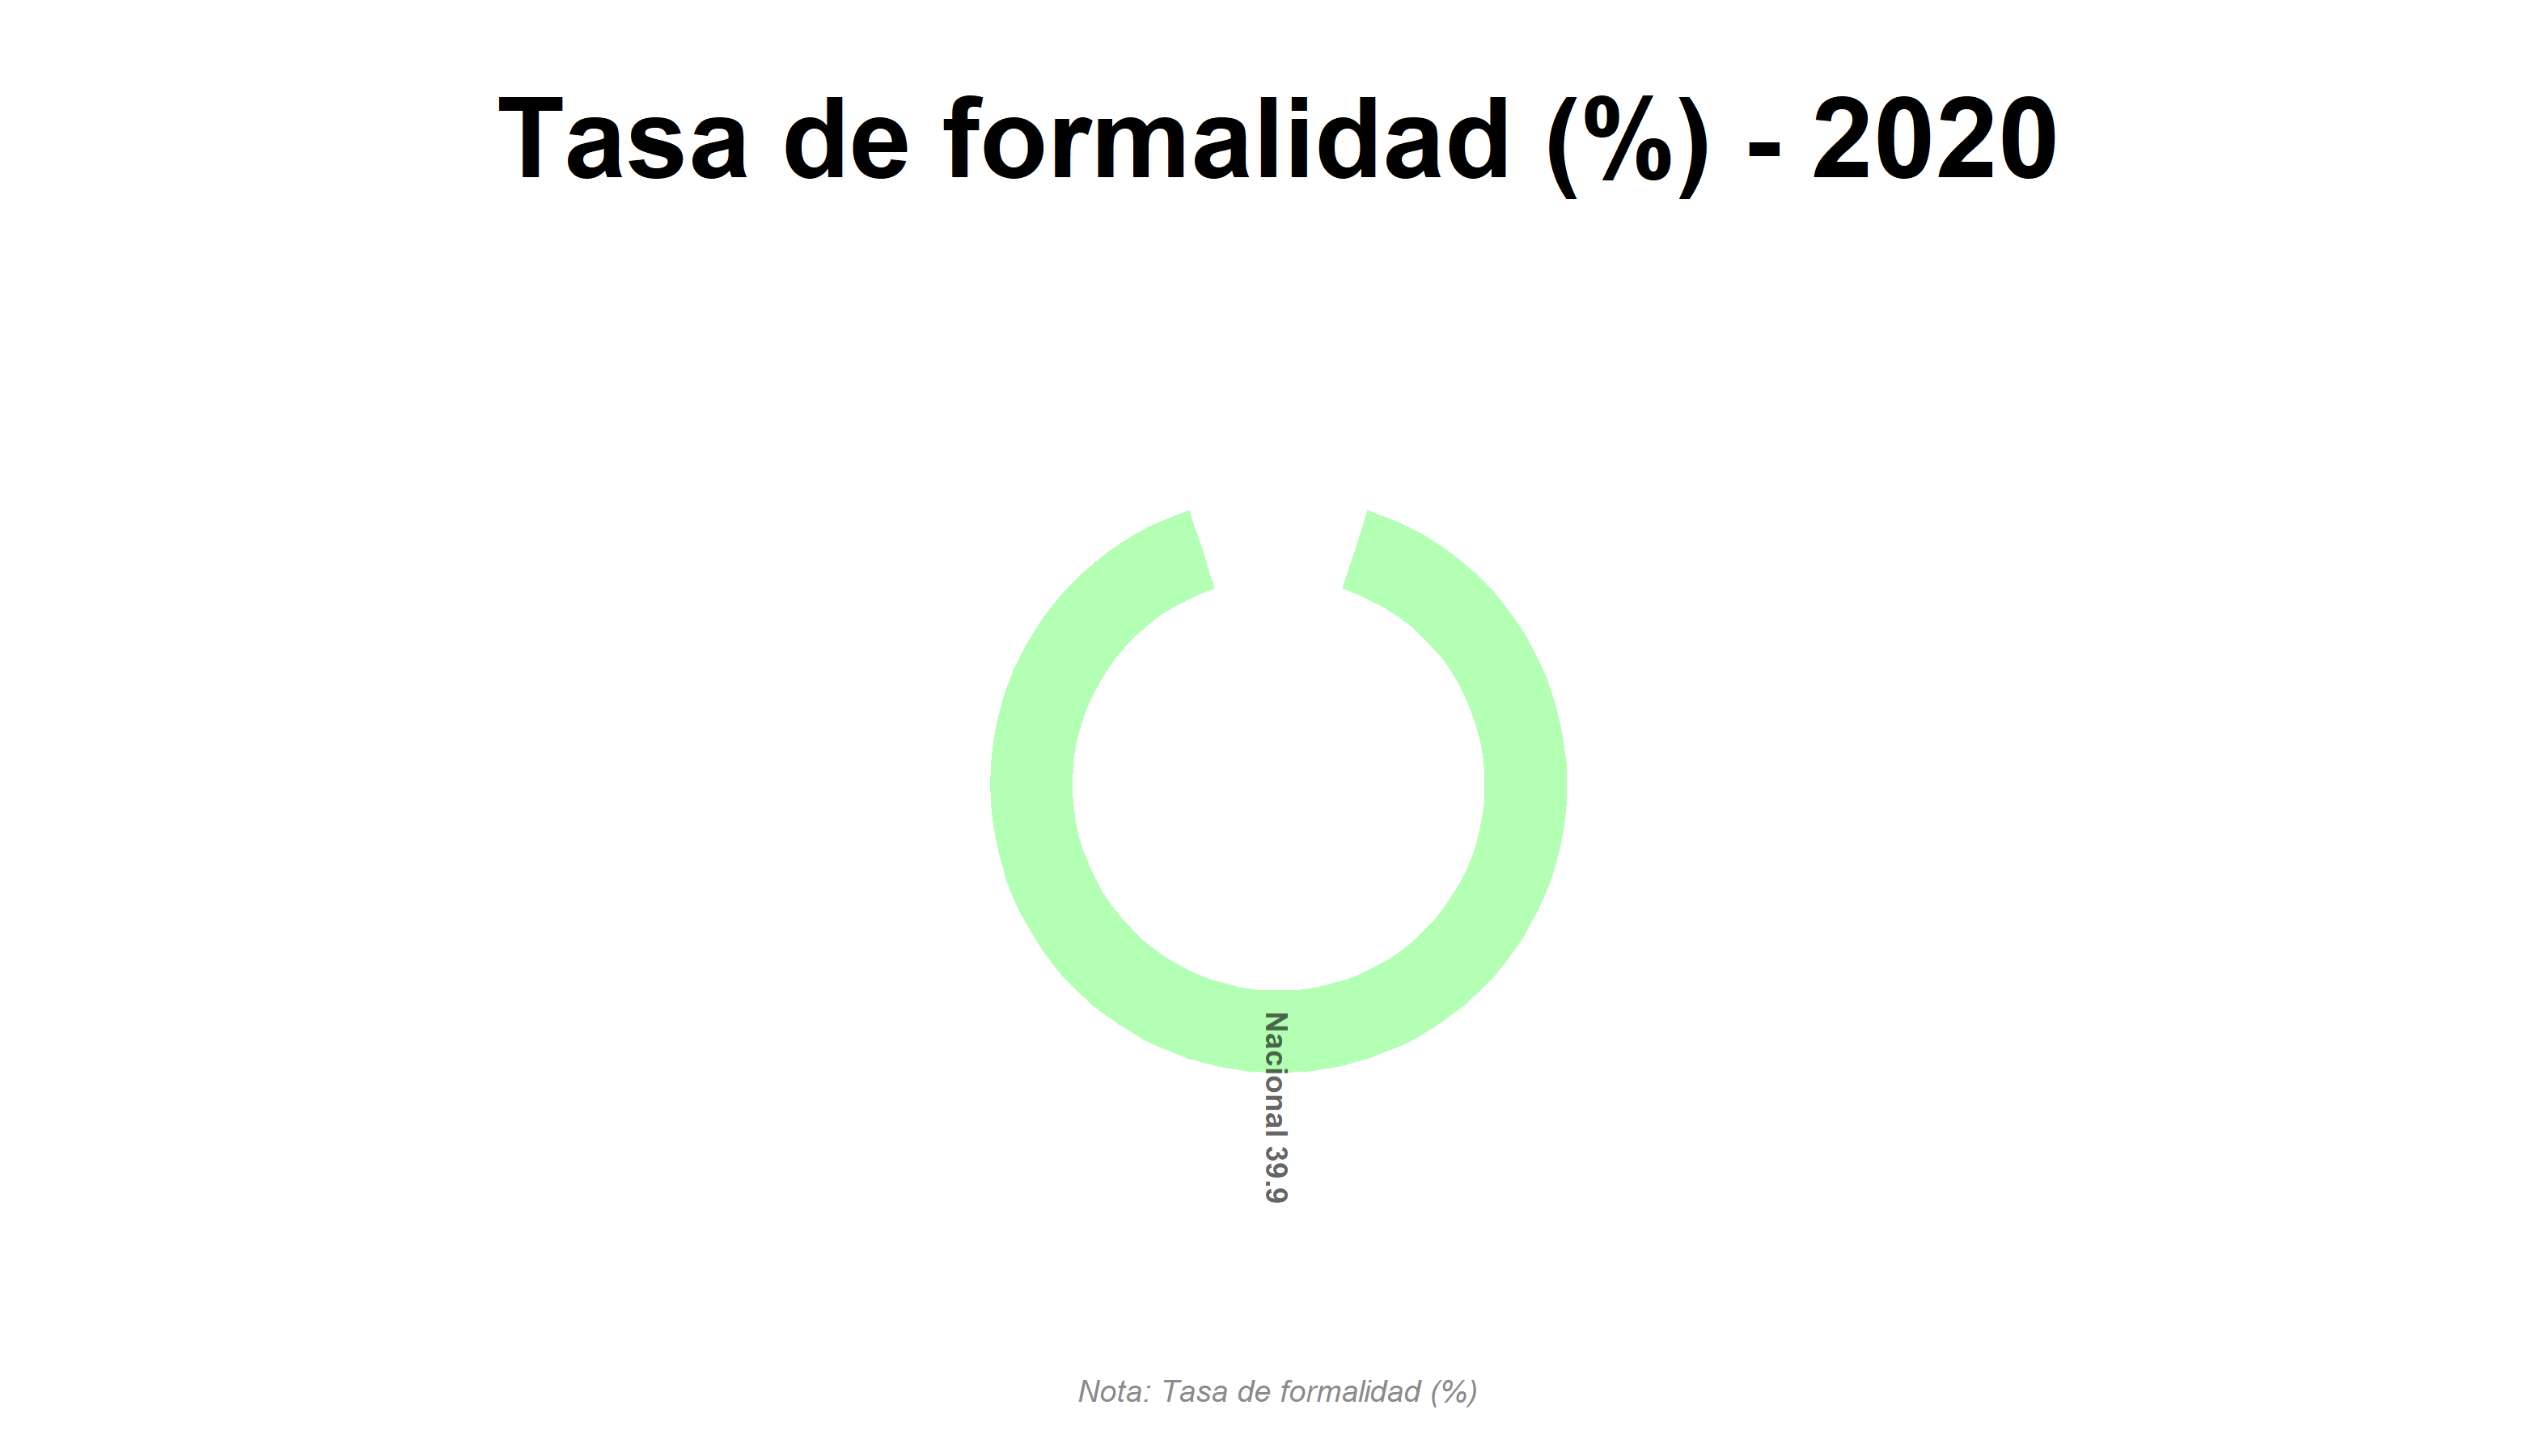 Tasa de formalidad (%) - 2020
Nacional 39.9
Nota: Tasa de formalidad (%)